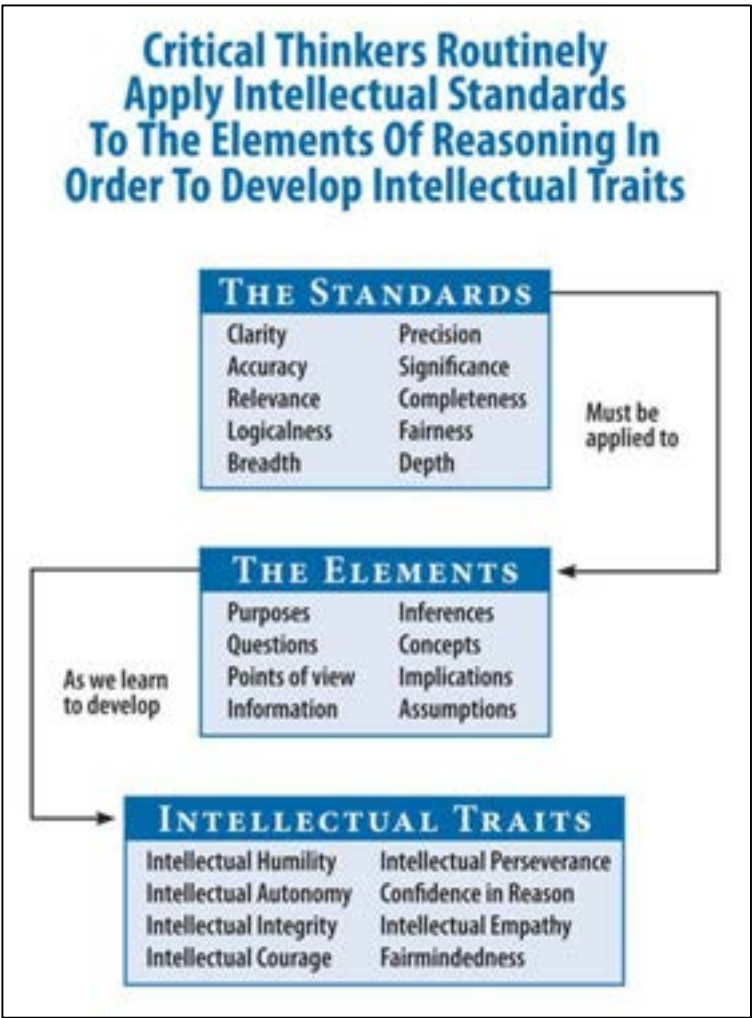 Critical Thinkers Routinely
Apply Intellectual Standards
To The Elements Of Reasoning In
Order To Develop Intellectual Traits
THE STANDARDS
Clarity Precision
Accuracy Significance
Relevance Completeness
Logicalness Fairness
Breadth Depth
Must be
applied to
THE ELEMENTS
Purposes Inferences
Questions Concepts
Points of view Implications
Information Assumptions
As we learn
to develop
INTELLECTUAL TRAITS
Intellectual Humility Intellectual Perseverance
Intellectual Autonomy Confidence in Reason
Intellectual Integrity Intellectual Empathy
Intellectual Courage Fairmindedness